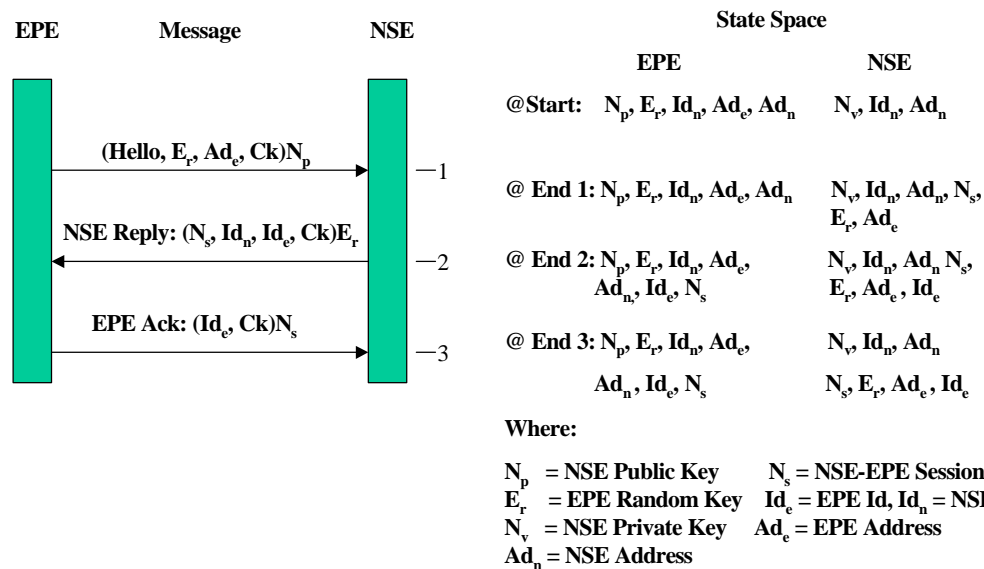 State Space
EPE Message NSE
EPE NSE
@Start: Nₚ, Eᵣ, Idₙ, Adₑ, Adₙ Nᵥ, Idₙ, Adₙ
(Hello, Eᵣ, Adₑ, Ck)Nₚ
1
@ End 1: Nₚ, Eᵣ, Idₙ, Adₑ, Adₙ Nᵥ, Idₙ, Adₙ, Nₛ,
Eᵣ, Adₑ
NSE Reply: (Nₛ, Idₙ, Idₑ, Ck)Eᵣ
2
@ End 2: Nₚ, Eᵣ, Idₙ, Adₑ, Nᵥ, Idₙ, Adₙ Nₛ,
Adₙ, Idₑ, Nₛ Eᵣ, Adₑ , Idₑ
EPE Ack: (Idₑ, Ck)Nₛ
3
@ End 3: Nₚ, Eᵣ, Idₙ, Adₑ, Nᵥ, Idₙ, Adₙ
Adₙ , Idₑ, Nₛ Nₛ, Eᵣ, Adₑ , Idₑ
Where:
Nₚ = NSE Public Key Nₛ = NSE-EPE Session
Eᵣ = EPE Random Key Idₑ = EPE Id, Idₙ = NSE
Nᵥ = NSE Private Key Adₑ = EPE Address
Adₙ = NSE Address